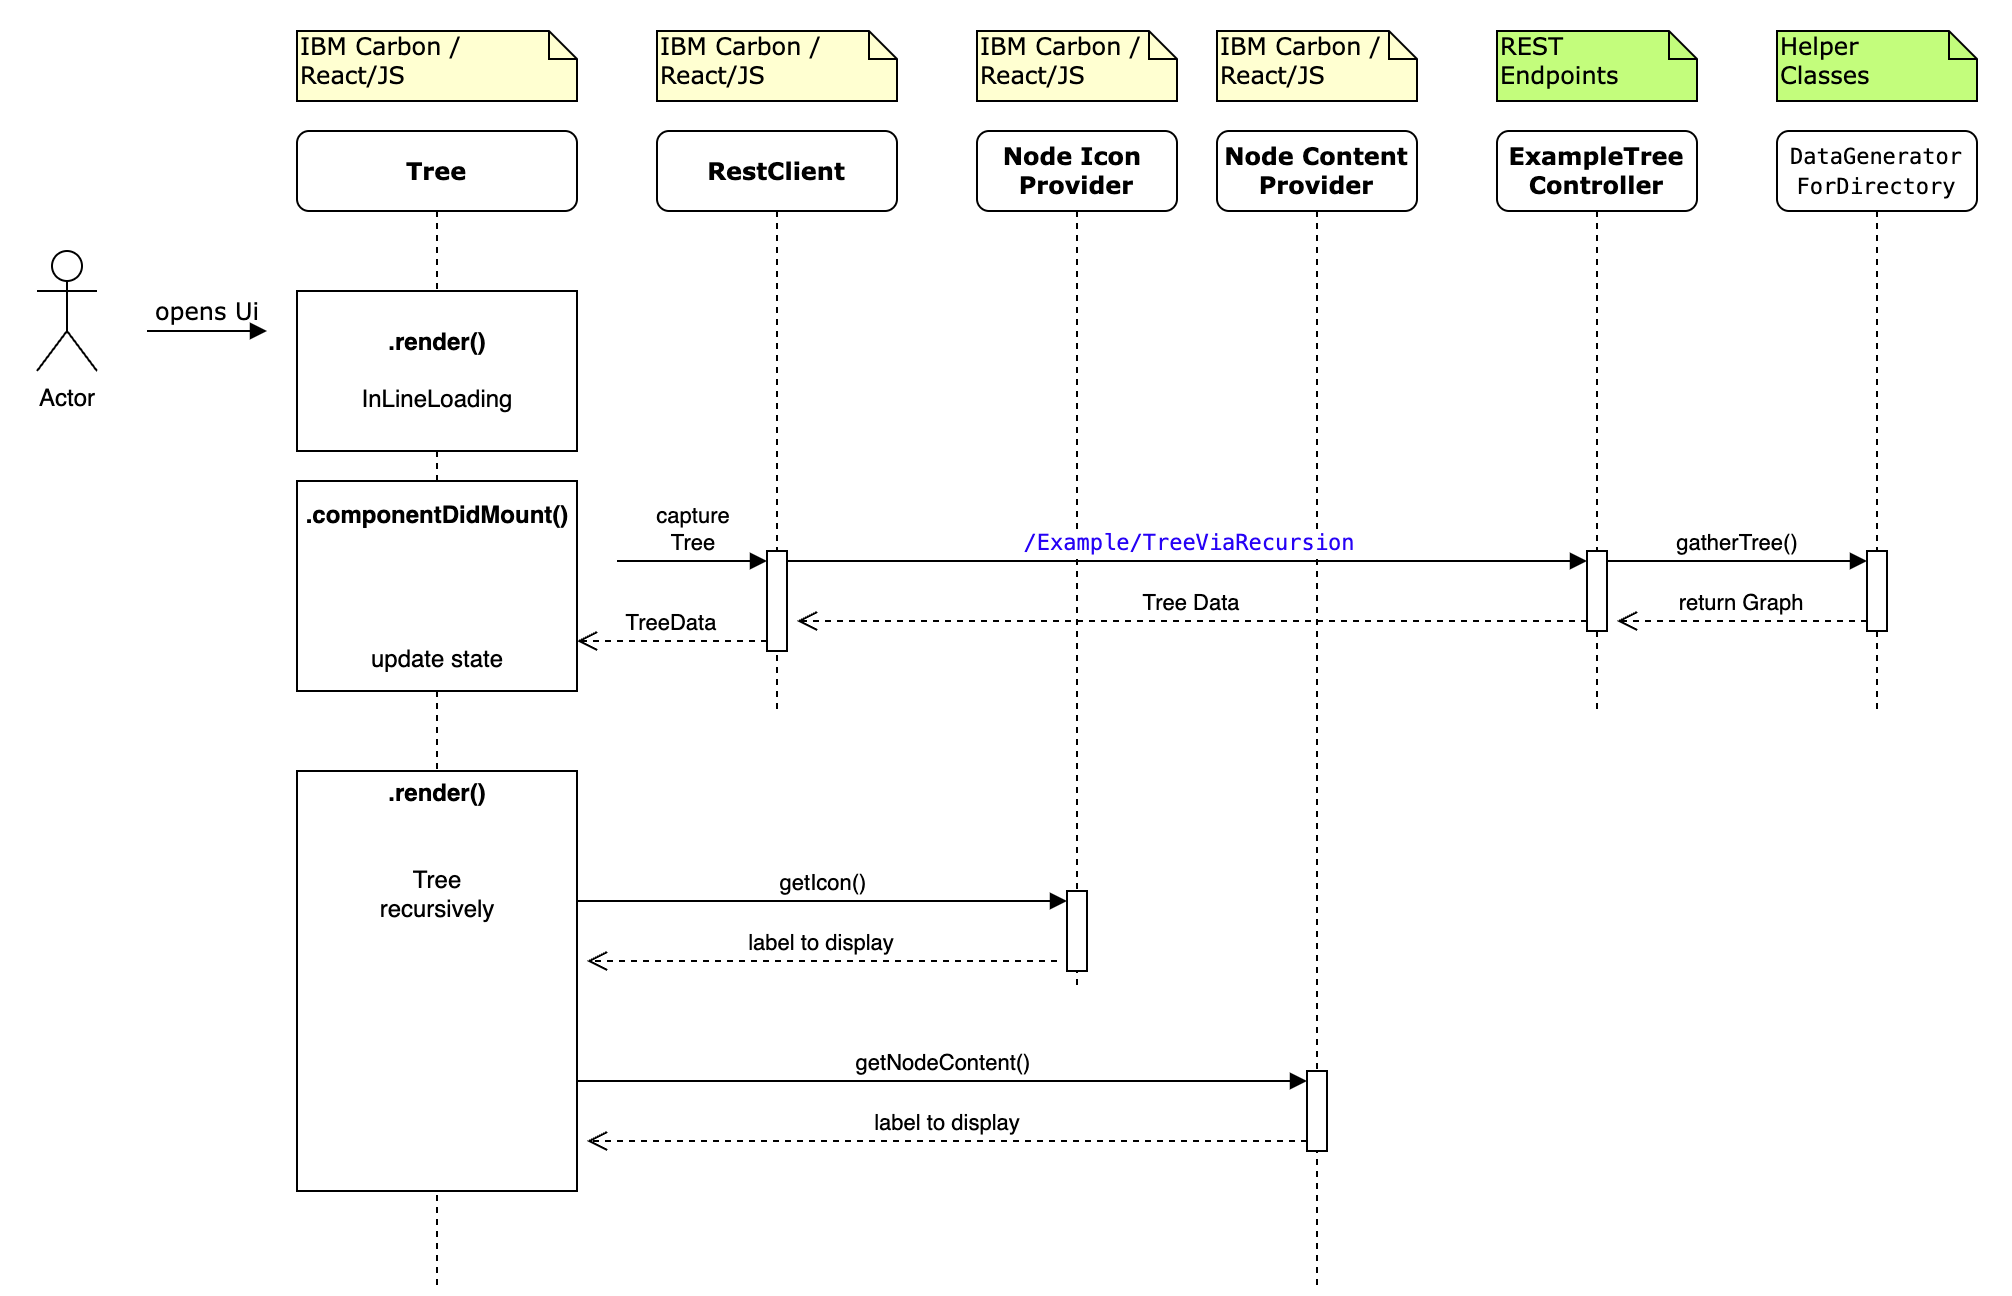 IBM Carbon /
React/JS
IBM Carbon /
React/JS
IBM Carbon /
React/JS
IBM Carbon /
React/JS
REST
Endpoints
Helper
Classes
Tree
RestClient
Node Icon
Provider
Node Content
Provider
ExampleTree
Controller
DataGenerator
ForDirectory
opens Ui
Actor
.render()
InLineLoading
.componentDidMount()
update state
capture
Tree
/Example/TreeViaRecursion
gatherTree()
TreeData
Tree Data
return Graph
.render()
Tree
recursively
getIcon()
label to display
getNodeContent()
label to display